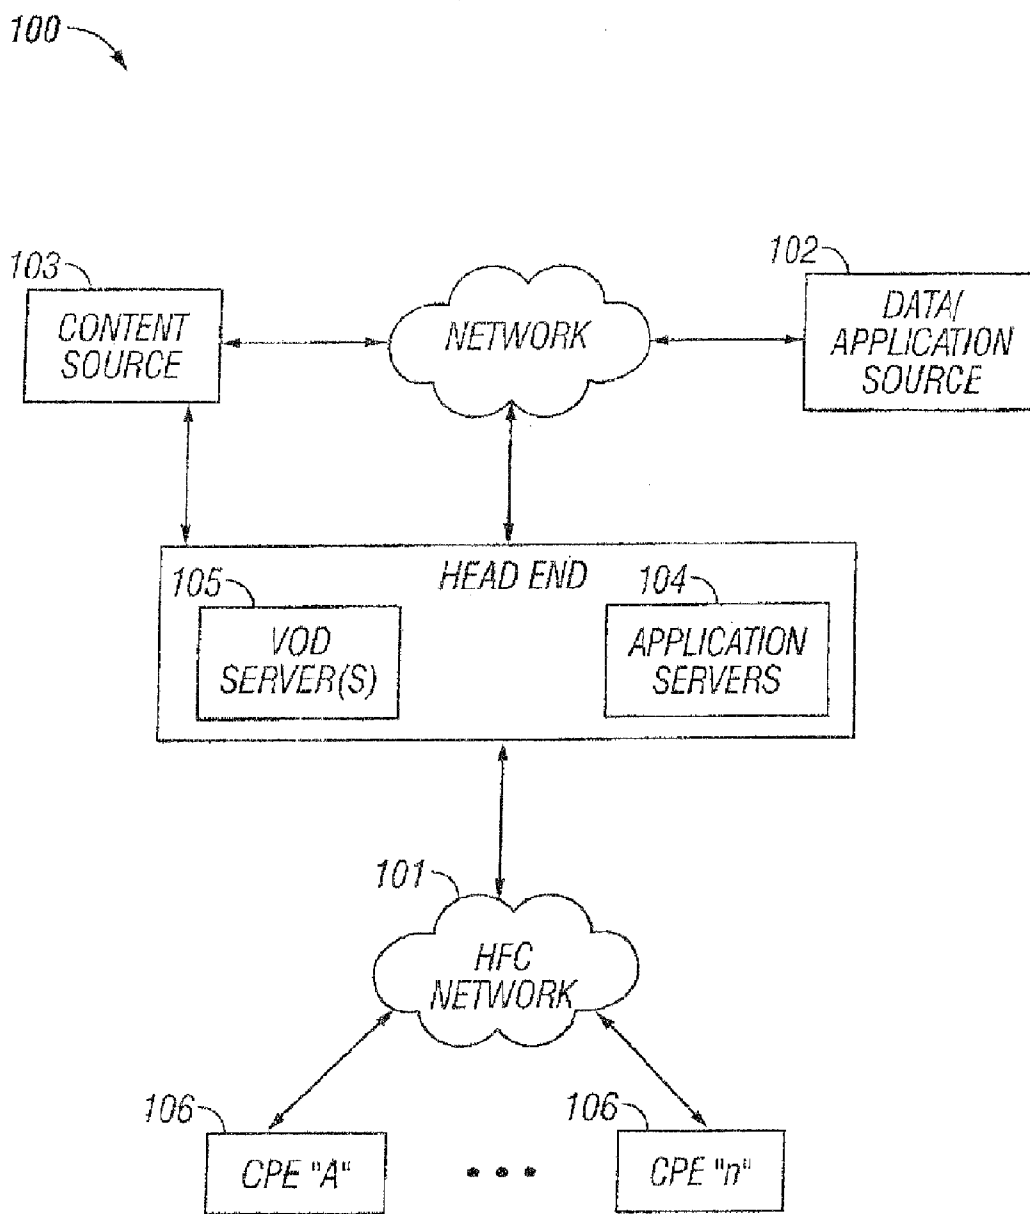 100
103
CONTENT
SOURCE
NETWORK
102
DATA/
APPLICATION
SOURCE
HEAD END
105
VOD
SERVER(S)
104
APPLICATION
SERVERS
101
HFC
NETWORK
106
CPE "A"
106
CPE "n"